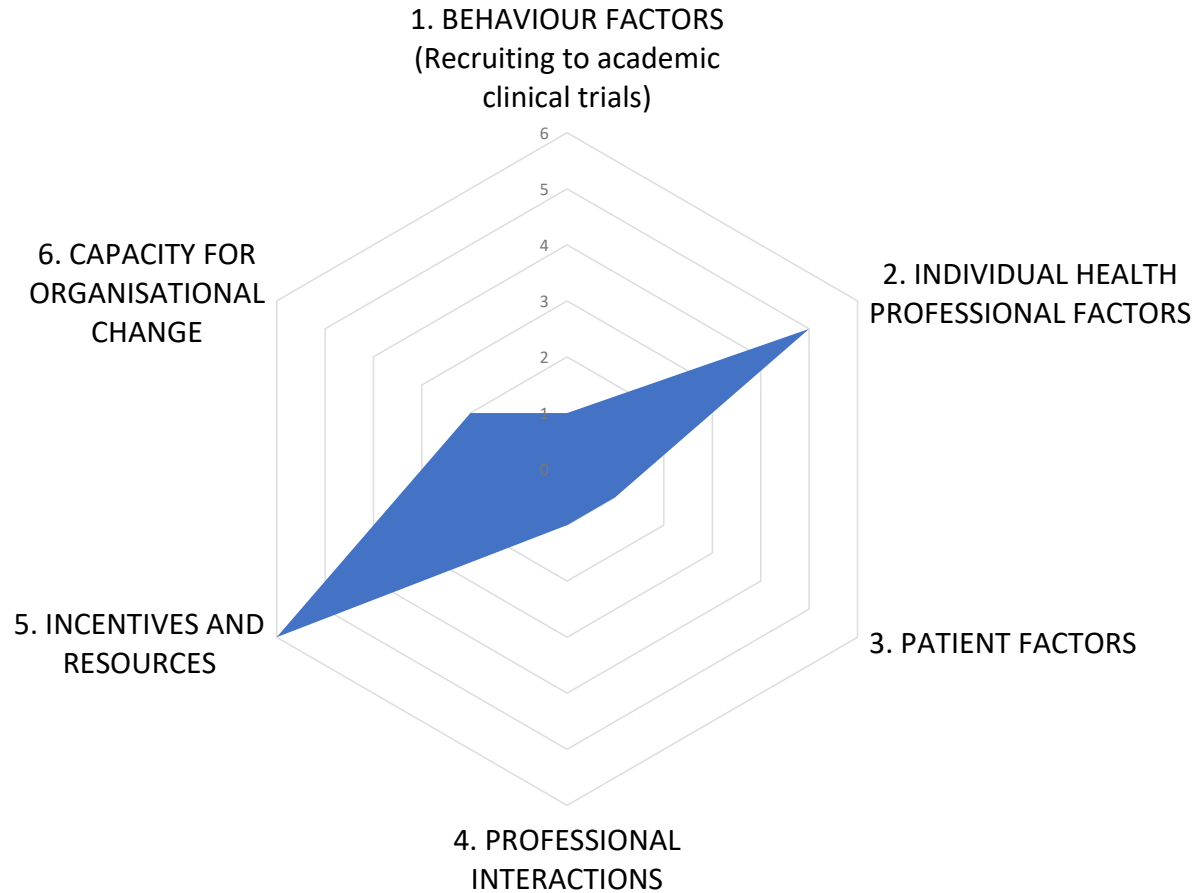 1. BEHAVIOUR FACTORS
(Recruiting to academic
clinical trials)
6
5
4
3
2
1
0
2. INDIVIDUAL HEALTH
PROFESSIONAL FACTORS
3. PATIENT FACTORS
4. PROFESSIONAL
INTERACTIONS
5. INCENTIVES AND
RESOURCES
6. CAPACITY FOR
ORGANISATIONAL
CHANGE